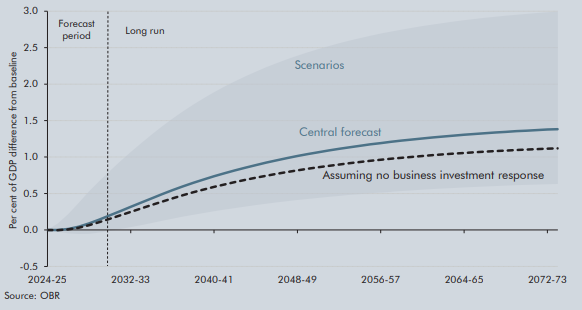 Per cent of GDP difference from baseline
3.0
2.5
2.0
1.5
1.0
0.5
0.0
-0.5
Forecast
period
Long run
Scenarios
Central forecast
Assuming no business investment response
2024-25
2032-33
2040-41
2048-49
2056-57
2064-65
2072-73
Source: OBR